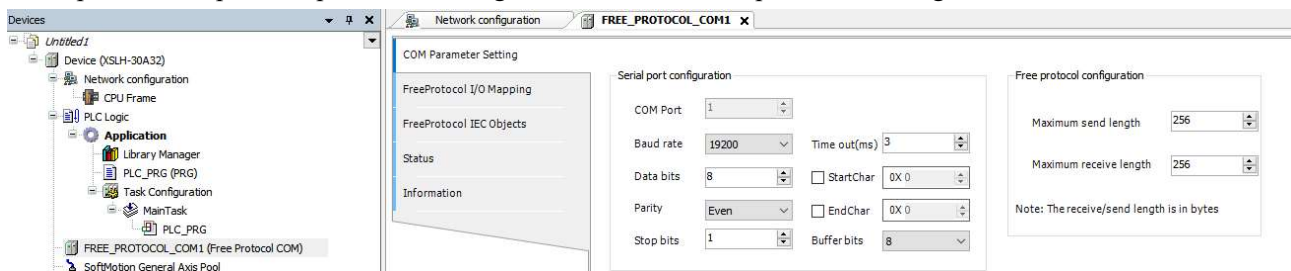 Devices
Untitled1
Device (XSLH-30A32)
Network configuration
CPU Frame
PLC Logic
Application
Library Manager
PLC_PRG (PRG)
Task Configuration
MainTask
PLC_PRG
FREE_PROTOCOL_COM1 (Free Protocol COM)
SoftMotion General Axis Pool
Network configuration
FREE_PROTOCOL_COM1 X
COM Parameter Setting
FreeProtocol I/O Mapping
FreeProtocol IEC Objects
Status
Information
Serial port configuration
COM Port 1
Baud rate 19200 Time out(ms) 3
Data bits 8 StartChar 0X 0
Parity Even EndChar 0X 0
Stop bits 1 Buffer bits 8
Free protocol configuration
Maximum send length 256
Maximum receive length 256
Note: The receive/send length is in bytes